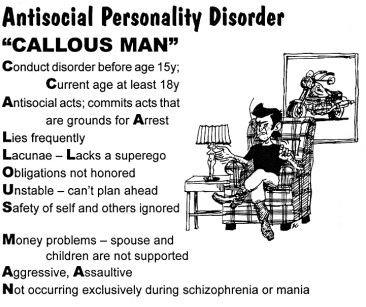 Antisocial Personality Disorder
“CALLOUS MAN”
Conduct disorder before age 15y;
Current age at least 18y
Antisocial acts; commits acts that
are grounds for Arrest
Lies frequently
Lacunae – Lacks a superego
Obligations not honored
Unstable – can’t plan ahead
Safety of self and others ignored
Money problems – spouse and
children are not supported
Aggressive, Assaultive
Not occurring exclusively during schizophrenia or mania